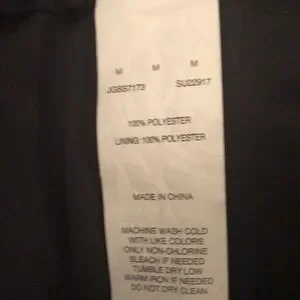 M M M
JGSS7173 SU22917
100% POLYESTER
LINING: 100% POLYESTER
MADE IN CHINA
MACHINE WASH COLD
WITH LIKE COLORS
ONLY NON-CHLORINE
BLEACH IF NEEDED
TUMBLE DRY LOW
WARM IRON IF NEEDED
DO NOT DRY CLEAN